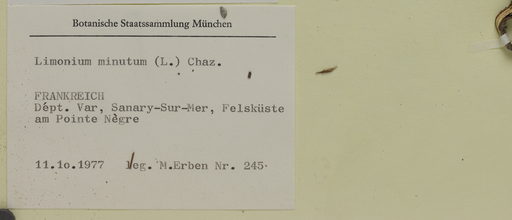 Botanische Staatssammlung München
Limonium minutum (L.) Chaz.
FRANKREICH
Dépt. Var, Sanary-Sur-Mer, Felsküste
am Pointe Nègre
11.1o.1977 leg. M.Erben Nr. 245